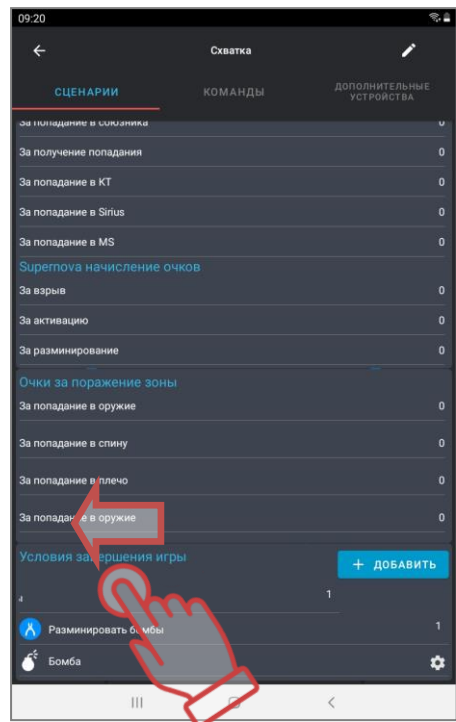 09:20
Схватка
СЦЕНАРИИ
КОМАНДЫ
ДОПОЛНИТЕЛЬНЫЕ
УСТРОЙСТВА
За попадание в союзника 0
За получение попадания 0
За попадание в КТ 0
За попадание в Sirius 0
За попадание в MS 0
Supernova начисление очков
За взрыв 0
За активацию 0
За разминирование 0
Очки за поражение зоны
За попадание в оружие 0
За попадание в спину 0
За попадание в плечо 0
За попадание в оружие 0
Условия завершения игры
+ ДОБАВИТЬ
1
Разминировать бомбы 1
Бомба